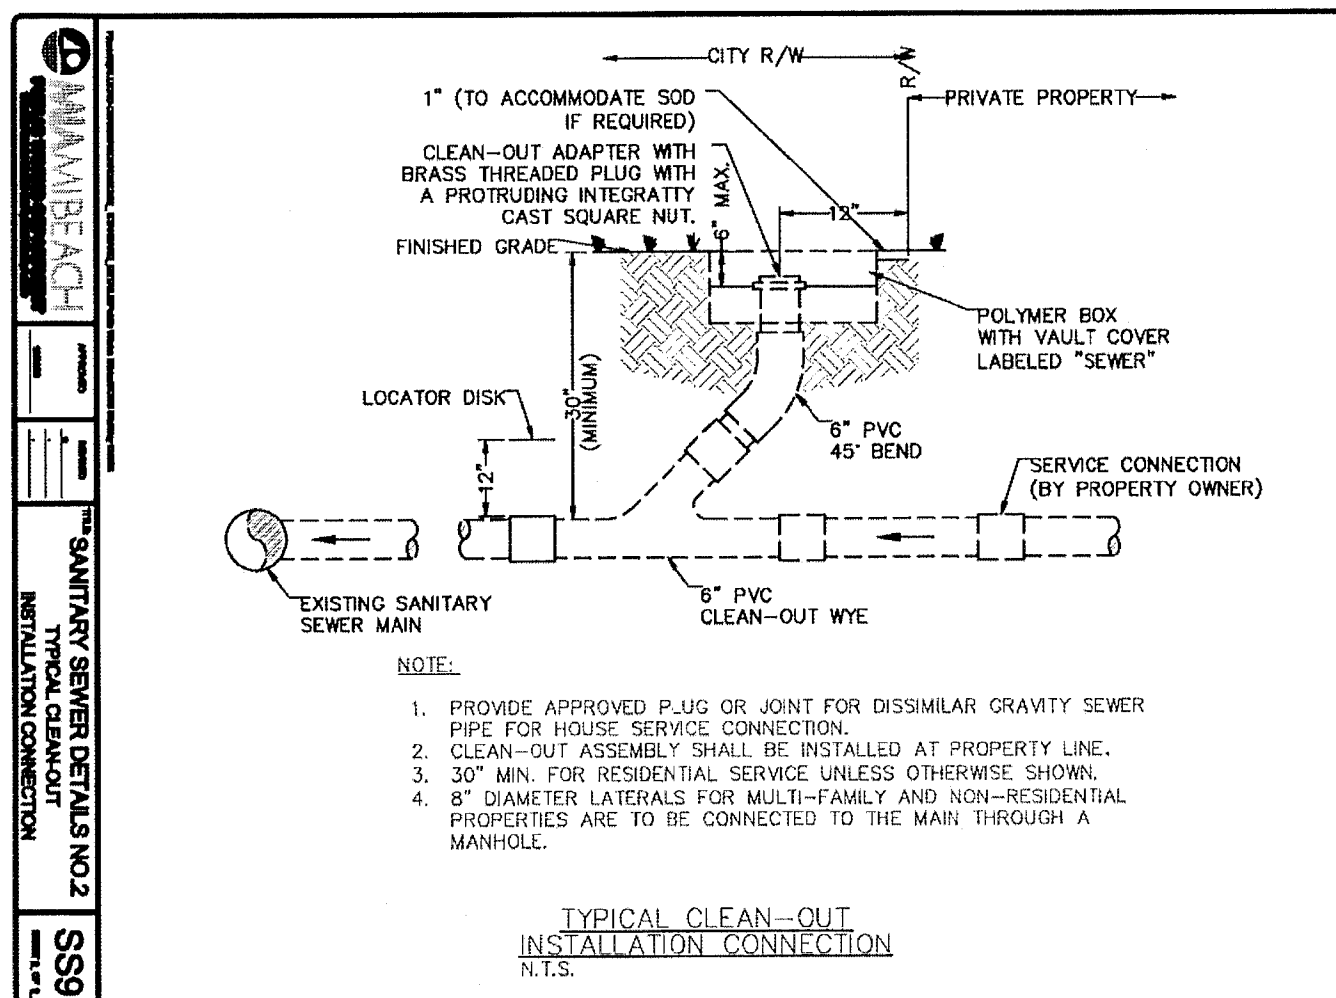 CITY R/W
R/W
1" (TO ACCOMMODATE SOD
IF REQUIRED)
PRIVATE PROPERTY
CLEAN-OUT ADAPTER WITH
BRASS THREADED PLUG WITH
A PROTRUDING INTEGRATTY
CAST SQUARE NUT.
6" MAX.
12"
FINISHED GRADE
POLYMER BOX
WITH VAULT COVER
LABELED "SEWER"
LOCATOR DISK
30"
(MINIMUM)
6" PVC
45° BEND
12"
SERVICE CONNECTION
(BY PROPERTY OWNER)
EXISTING SANITARY
SEWER MAIN
6" PVC
CLEAN-OUT WYE
NOTE:
1. PROVIDE APPROVED PLUG OR JOINT FOR DISSIMILAR GRAVITY SEWER
PIPE FOR HOUSE SERVICE CONNECTION.
2. CLEAN-OUT ASSEMBLY SHALL BE INSTALLED AT PROPERTY LINE.
3. 30" MIN. FOR RESIDENTIAL SERVICE UNLESS OTHERWISE SHOWN.
4. 8" DIAMETER LATERALS FOR MULTI-FAMILY AND NON-RESIDENTIAL
PROPERTIES ARE TO BE CONNECTED TO THE MAIN THROUGH A
MANHOLE.
TYPICAL CLEAN-OUT
INSTALLATION CONNECTION
N.T.S.
MIAMIBEACH
APPROVED
REVISED
TITLE:
SANITARY SEWER DETAILS NO.2
TYPICAL CLEAN-OUT
INSTALLATION CONNECTION
SS9